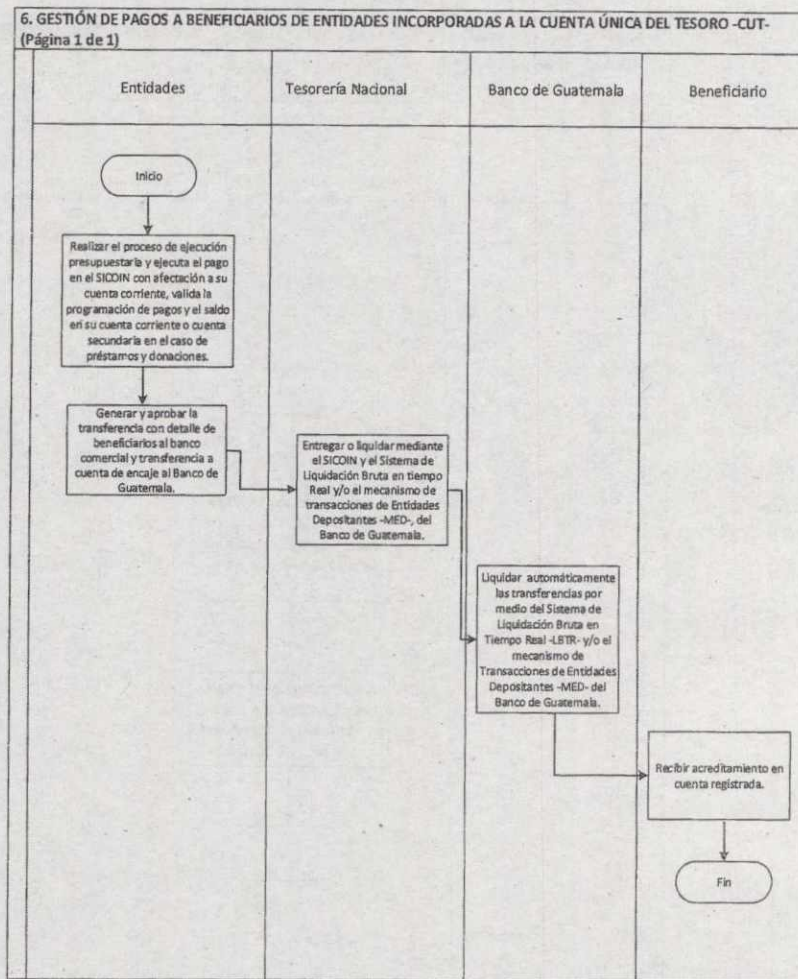 6. GESTIÓN DE PAGOS A BENEFICIARIOS DE ENTIDADES INCORPORADAS A LA CUENTA ÚNICA DEL TESORO -CUT-
(Página 1 de 1)
Entidades
Tesorería Nacional
Banco de Guatemala
Beneficiario
Inicio
Realizar el proceso de ejecución
presupuestaria y ejecuta el pago
en el SICOIN con afectación a su
cuenta corriente, valida la
programación de pagos y el saldo
en su cuenta corriente o cuenta
secundaria en el caso de
préstamos y donaciones.
Generar y aprobar la
transferencia con detalle de
beneficiarios al banco
comercial y transferencia a
cuenta de encaje al Banco de
Guatemala.
Entregar o liquidar mediante
el SICOIN y el Sistema de
Liquidación Bruta en tiempo
Real y/o el mecanismo de
transacciones de Entidades
Depositantes -MED-, del
Banco de Guatemala.
Liquidar automáticamente
las transferencias por
medio del Sistema de
Liquidación Bruta en
Tiempo Real -LBTR- y/o el
mecanismo de
Transacciones de Entidades
Depositantes -MED- del
Banco de Guatemala.
Recibir acreditamiento en
cuenta registrada.
Fin